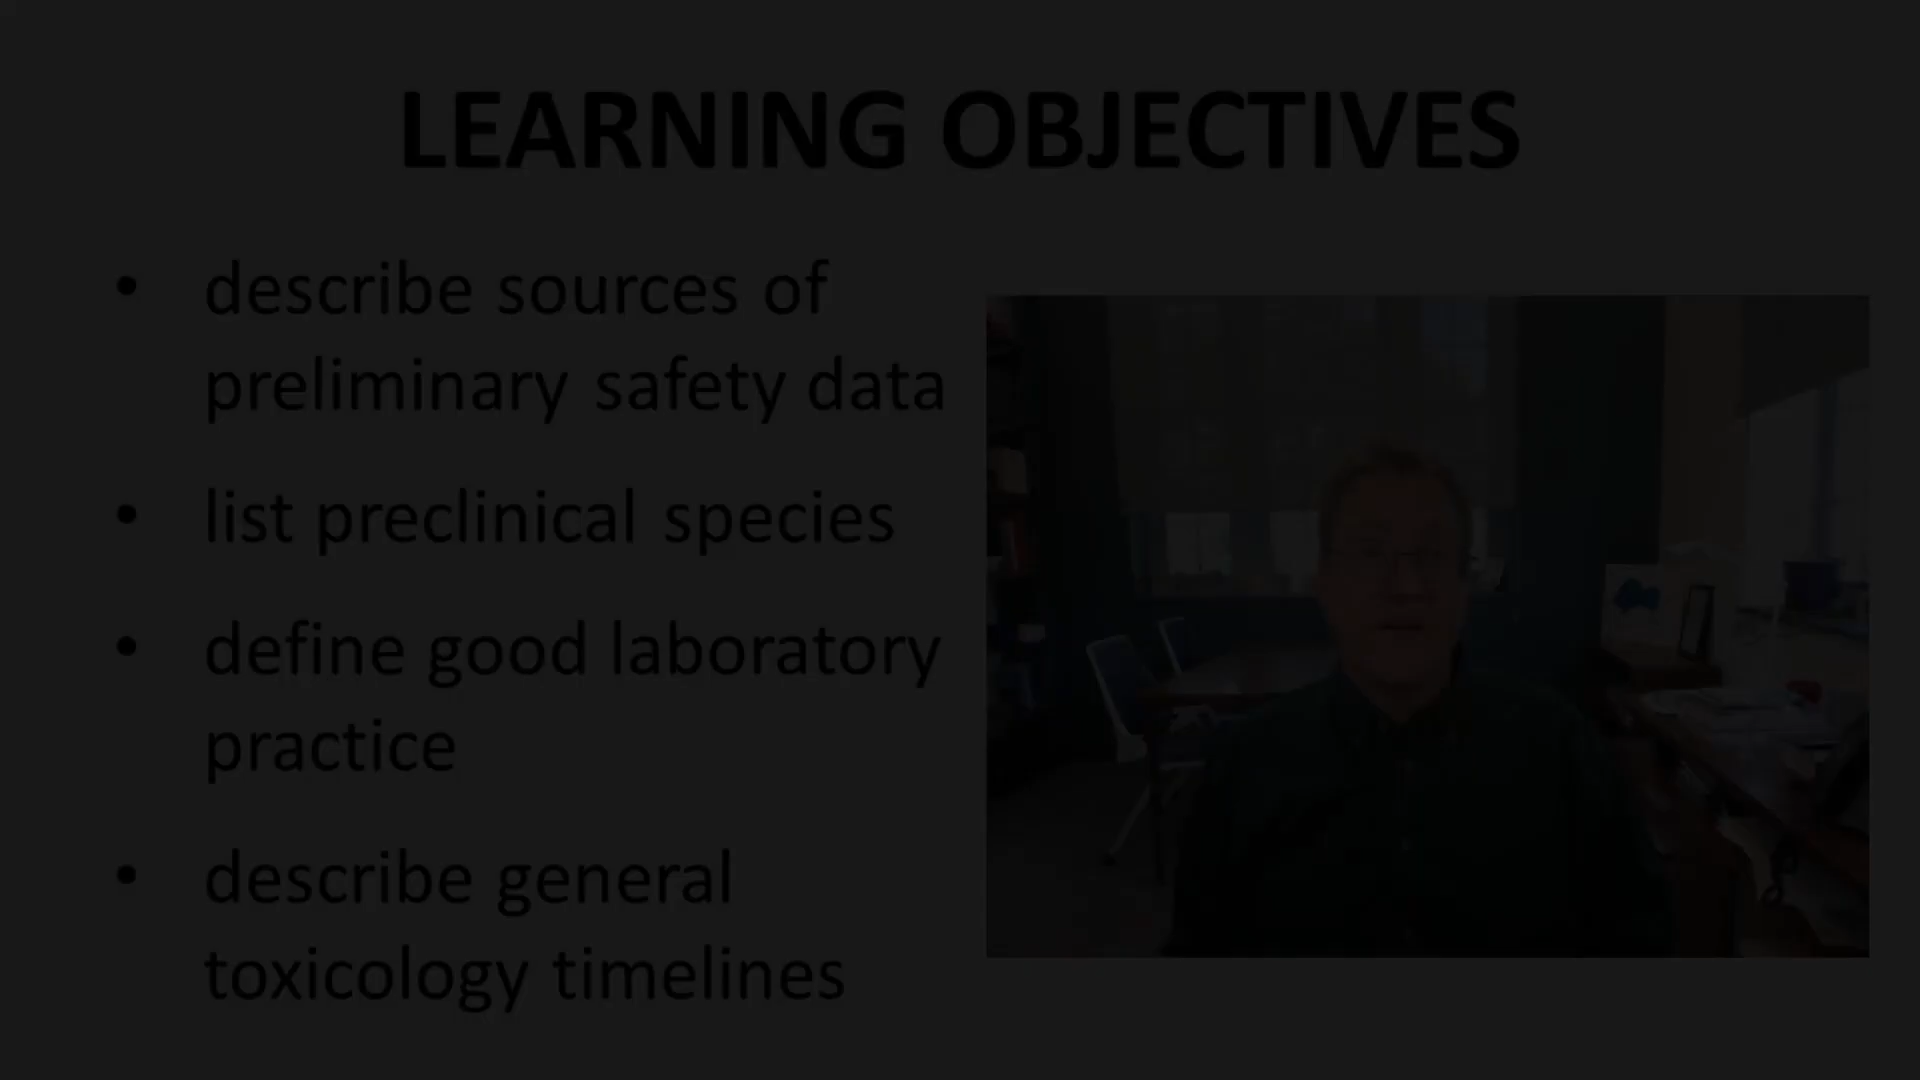 LEARNING OBJECTIVES
• describe sources of
preliminary safety data
• list preclinical species
• define good laboratory
practice
• describe general
toxicology timelines